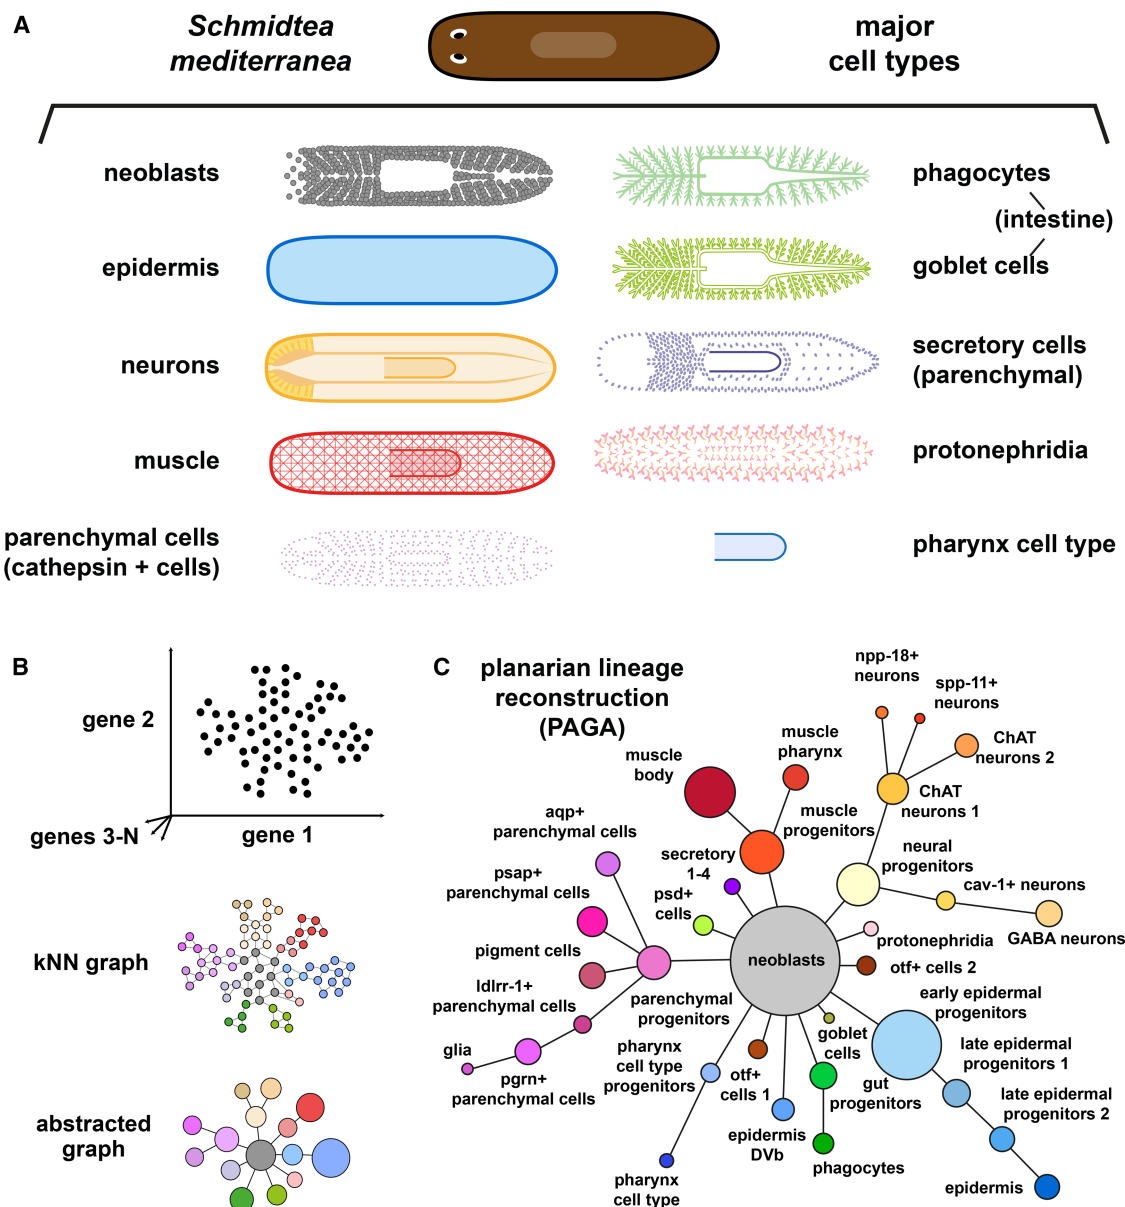 A
Schmidtea
mediterranea
major
cell types
neoblasts
phagocytes
(intestine)
epidermis
goblet cells
neurons
secretory cells
(parenchymal)
muscle
protonephridia
parenchymal cells
(cathepsin + cells)
pharynx cell type
B
gene 2
genes 3-N
gene 1
kNN graph
abstracted
graph
C
planarian lineage
reconstruction
(PAGA)
npp-18+
neurons
spp-11+
neurons
ChAT
neurons 2
ChAT
neurons 1
muscle
pharynx
muscle
body
muscle
progenitors
neural
progenitors
cav-1+ neurons
GABA neurons
aqp+
parenchymal cells
secretory
1-4
psap+
parenchymal cells
psd+
cells
protonephridia
pigment cells
neoblasts
otf+ cells 2
ldlrr-1+
parenchymal cells
parenchymal
progenitors
early epidermal
progenitors
goblet
cells
late epidermal
progenitors 1
glia
pharynx
cell type
progenitors
pgrn+
parenchymal cells
otf+
cells 1
gut
progenitors
late epidermal
progenitors 2
epidermis
DVb
phagocytes
pharynx
cell type
epidermis